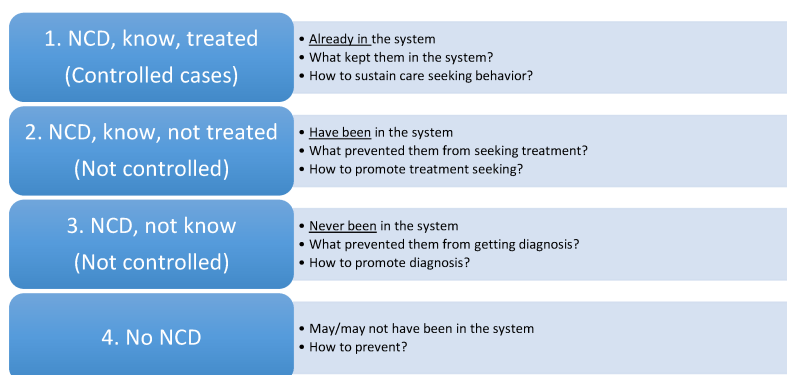 1. NCD, know, treated
(Controlled cases)
• Already in the system
• What kept them in the system?
• How to sustain care seeking behavior?
2. NCD, know, not treated
(Not controlled)
• Have been in the system
• What prevented them from seeking treatment?
• How to promote treatment seeking?
3. NCD, not know
(Not controlled)
• Never been in the system
• What prevented them from getting diagnosis?
• How to promote diagnosis?
4. No NCD
• May/may not have been in the system
• How to prevent?